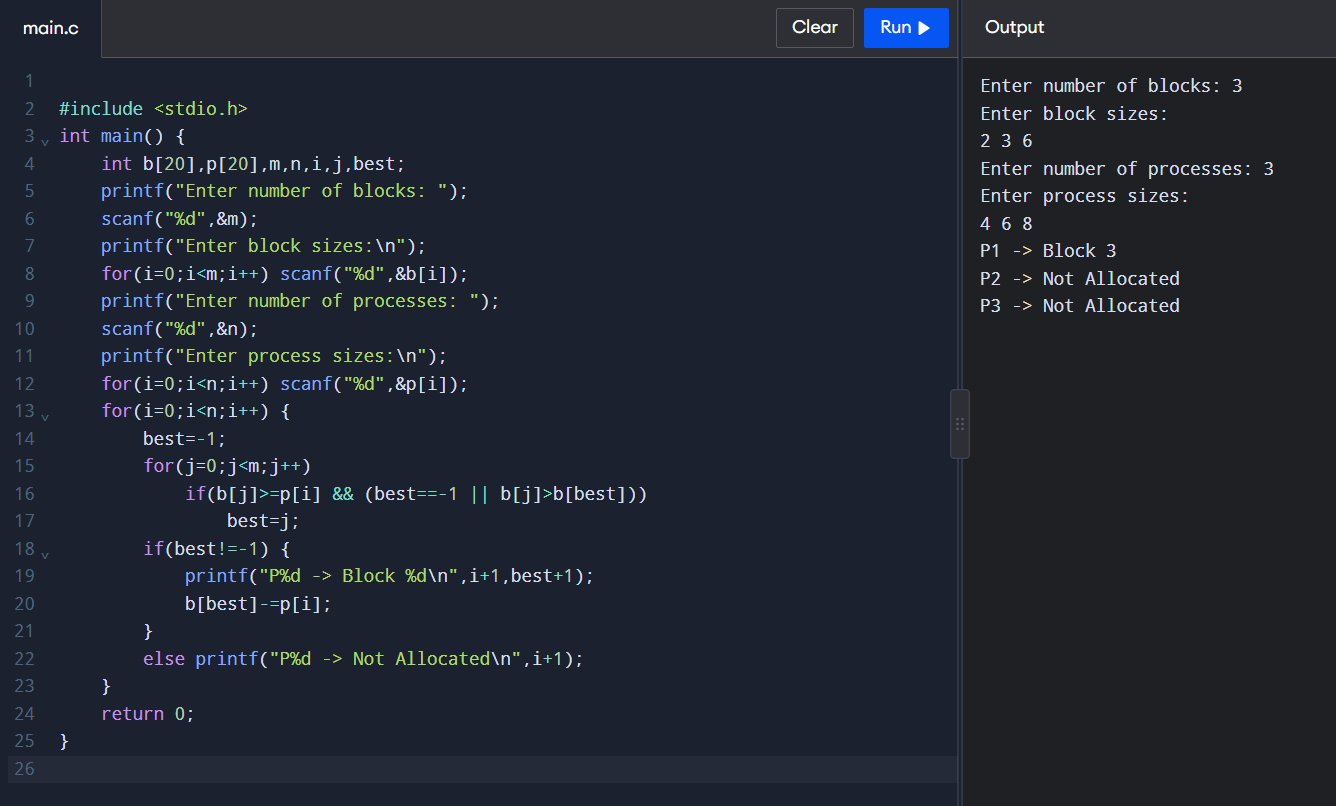 main.c
Clear
Run
Output
1
2 #include <stdio.h>
3 int main() {
4     int b[20],p[20],m,n,i,j,best;
5     printf("Enter number of blocks: ");
6     scanf("%d",&m);
7     printf("Enter block sizes:\n");
8     for(i=0;i<m;i++) scanf("%d",&b[i]);
9     printf("Enter number of processes: ");
10     scanf("%d",&n);
11     printf("Enter process sizes:\n");
12     for(i=0;i<n;i++) scanf("%d",&p[i]);
13     for(i=0;i<n;i++) {
14         best=-1;
15         for(j=0;j<m;j++)
16             if(b[j]>=p[i] && (best==-1 || b[j]>b[best]))
17                 best=j;
18         if(best!=-1) {
19             printf("P%d -> Block %d\n",i+1,best+1);
20             b[best]-=p[i];
21         }
22         else printf("P%d -> Not Allocated\n",i+1);
23     }
24     return 0;
25 }
26
Enter number of blocks: 3
Enter block sizes:
2 3 6
Enter number of processes: 3
Enter process sizes:
4 6 8
P1 -> Block 3
P2 -> Not Allocated
P3 -> Not Allocated